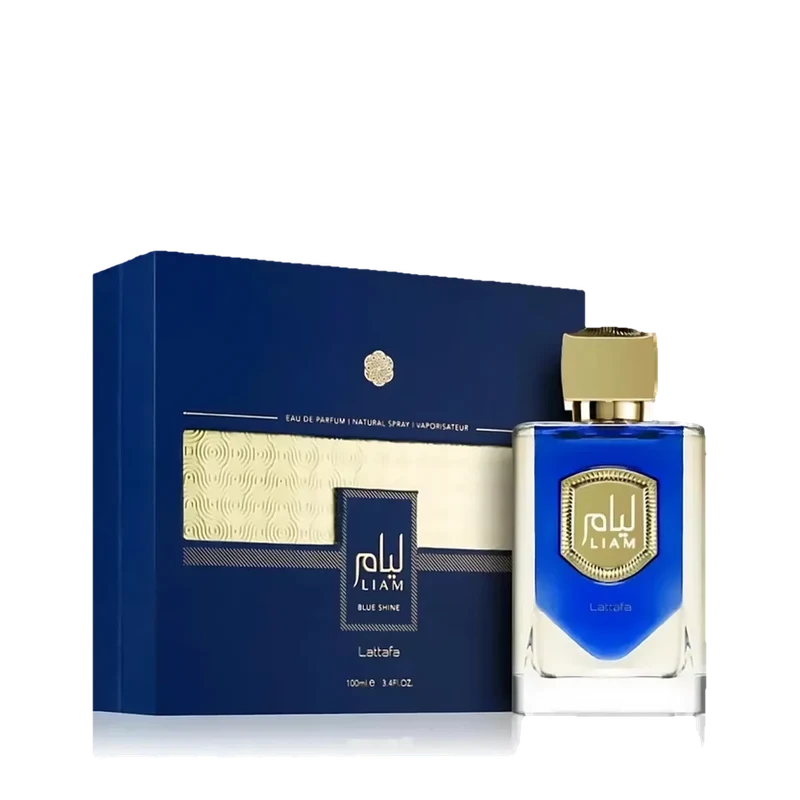 EAU DE PARFUM | NATURAL SPRAY | VAPORISATEUR
ليام
LIAM
BLUE SHINE
Lattafa
100ml e 3.4FL.OZ.
ليام
LIAM
Lattafa